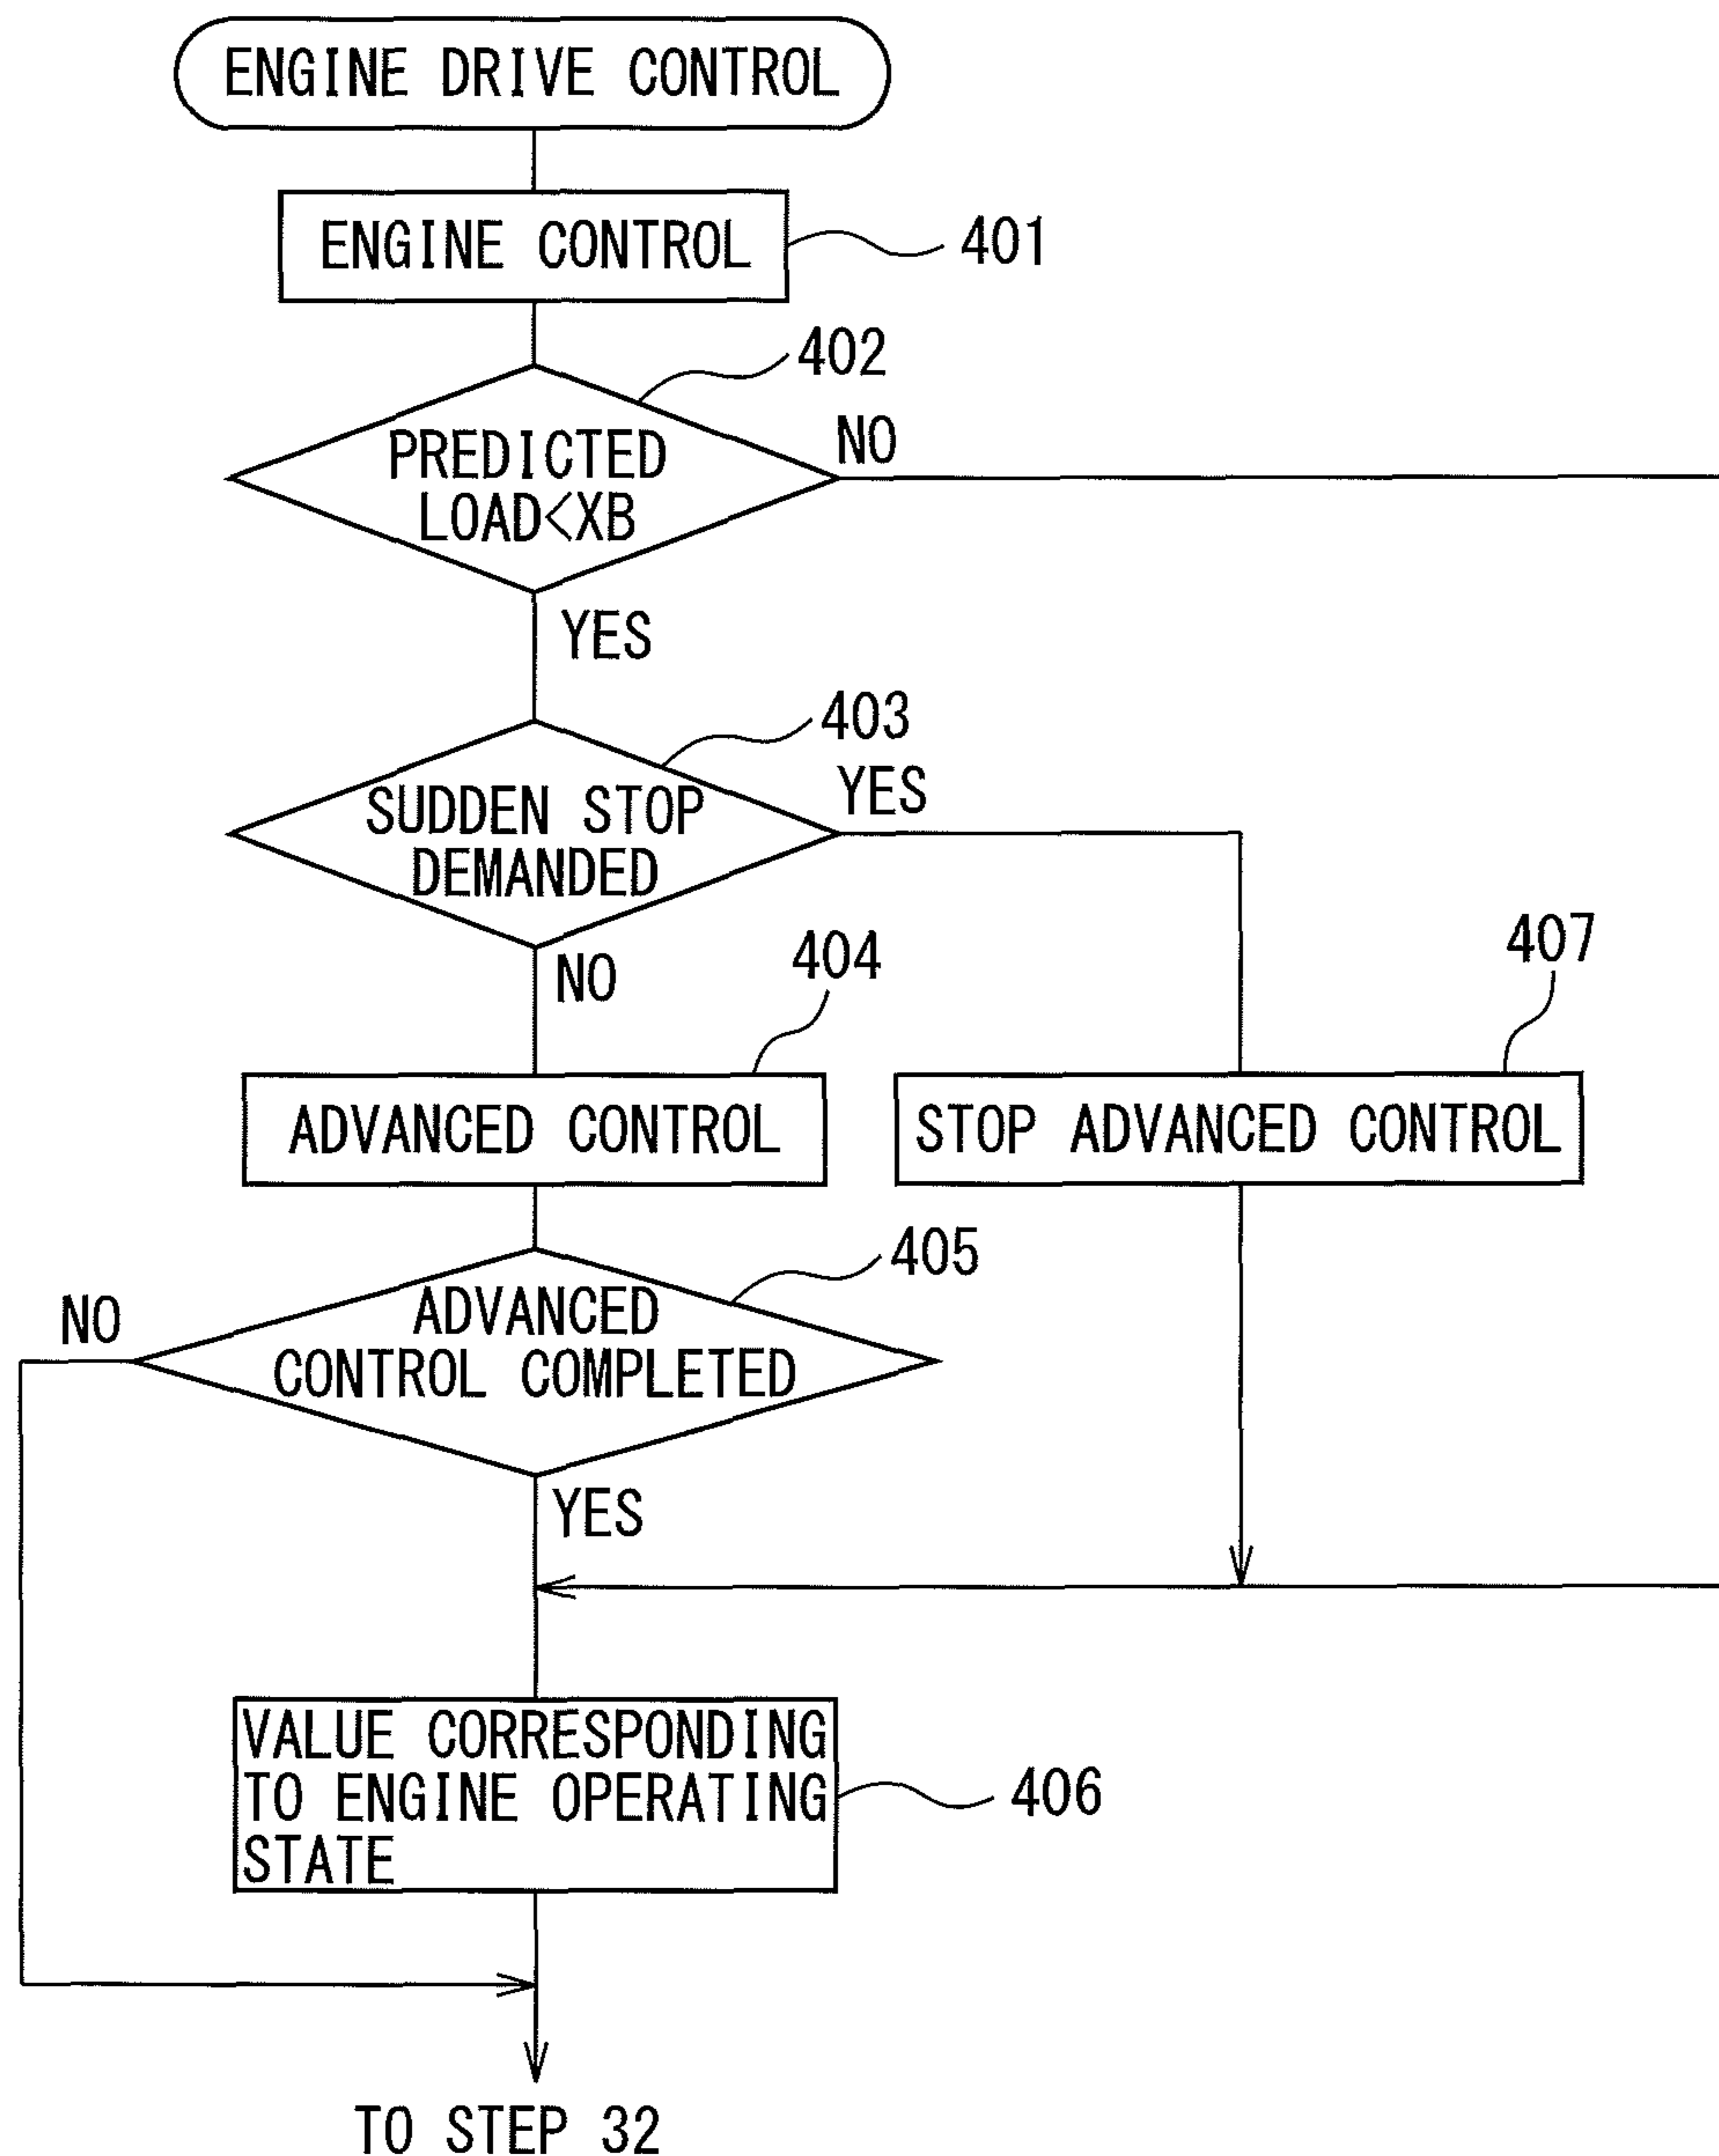 ENGINE DRIVE CONTROL
ENGINE CONTROL
401
402
PREDICTED
LOAD<XB
NO
YES
403
SUDDEN STOP
DEMANDED
YES
NO
404
407
ADVANCED CONTROL
STOP ADVANCED CONTROL
405
NO
ADVANCED
CONTROL COMPLETED
YES
VALUE CORRESPONDING
TO ENGINE OPERATING
STATE
406
TO STEP 32